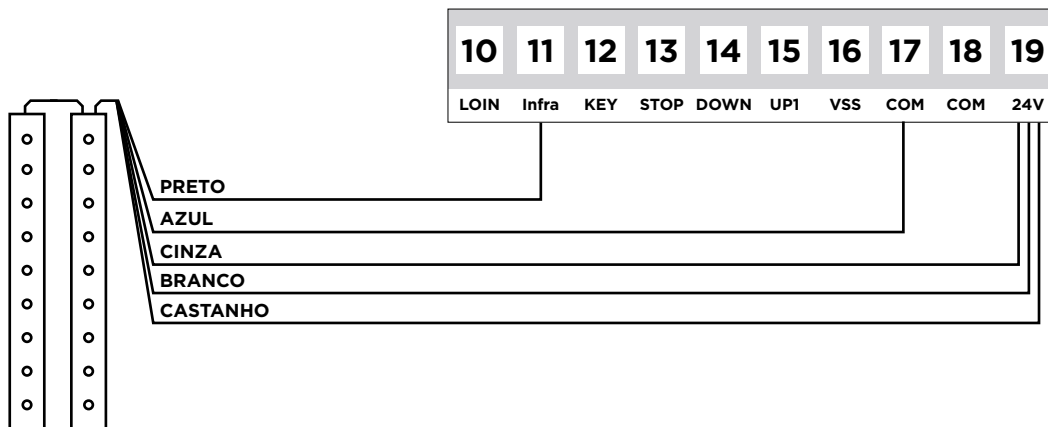 10 11 12 13 14 15 16 17 18 19
LOIN Infra KEY STOP DOWN UP1 VSS COM COM 24V
PRETO
AZUL
CINZA
BRANCO
CASTANHO